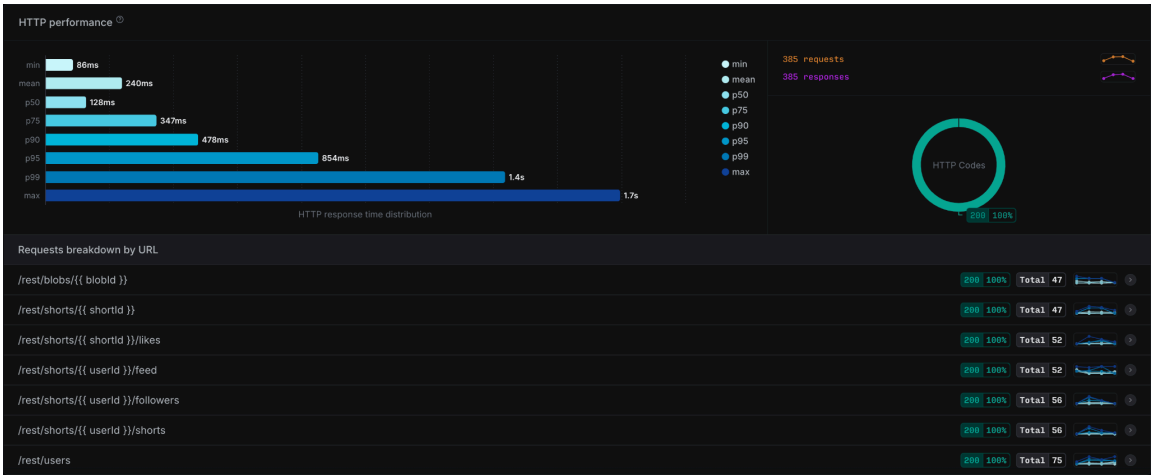 HTTP performance ?
min 86ms
mean 240ms
p50 128ms
p75 347ms
p90 478ms
p95 854ms
p99 1.4s
max 1.7s
HTTP response time distribution
min
mean
p50
p75
p90
p95
p99
max
385 requests
385 responses
HTTP Codes
200 100%
Requests breakdown by URL
/rest/blobs/{{ blobId }} 200 100% Total 47
/rest/shorts/{{ shortId }} 200 100% Total 47
/rest/shorts/{{ shortId }}/likes 200 100% Total 52
/rest/shorts/{{ userId }}/feed 200 100% Total 52
/rest/shorts/{{ userId }}/followers 200 100% Total 56
/rest/shorts/{{ userId }}/shorts 200 100% Total 56
/rest/users 200 100% Total 75